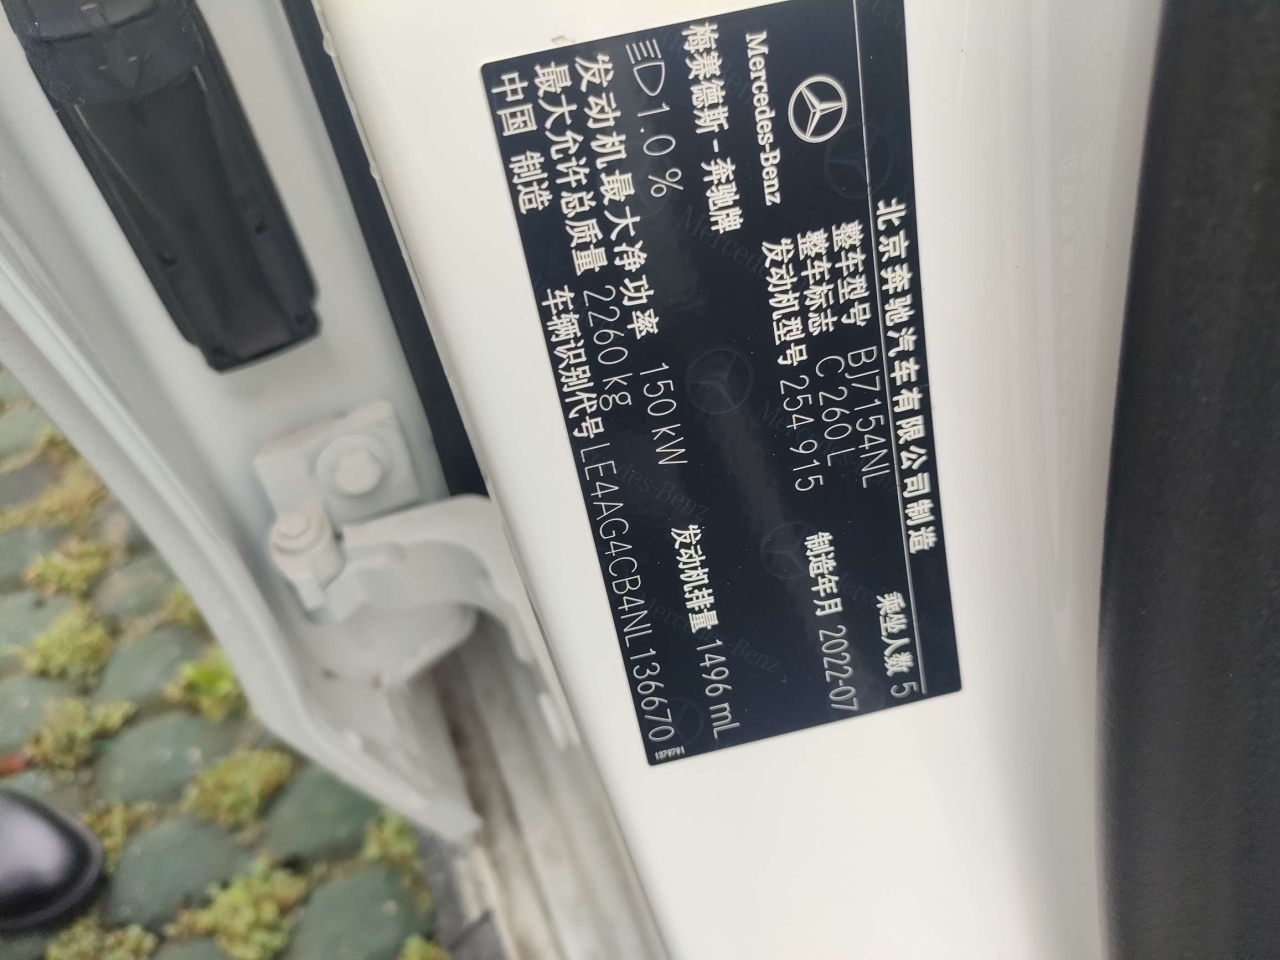 北京奔驰汽车有限公司制造
乘坐人数 5
Mercedes-Benz
整车型号 BJ7154NL
整车标志 C 260 L
制造年月 2022-07
发动机型号 254 915
梅赛德斯-奔驰牌
1.0 %
发动机排量 1496 mL
发动机最大净功率 150 kW
最大允许总质量 2260 kg
车辆识别代号 LE4AG4CB4NL136670
中国 制造
1379791